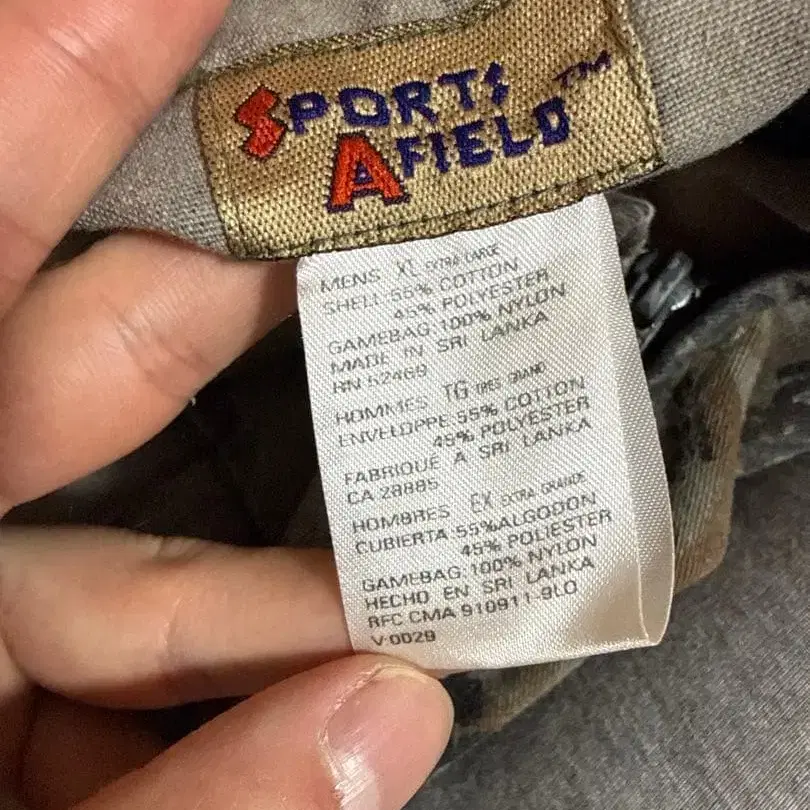 SPORTS
AFIELD™
MENS XL EXTRA LARGE
SHELL:55% COTTON
45% POLYESTER
GAMEBAG:100% NYLON
MADE IN SRI LANKA
RN 52469
HOMMES TG TRES GRAND
ENVELOPPE:55% COTTON
45% POLYESTER
FABRIQUE A SRI LANKA
CA 28885
HOMBRES EX EXTRA GRANDE
CUBIERTA:55%ALGODON
45% POLIESTER
GAMEBAG:100% NYLON
HECHO EN SRI LANKA
RFC CMA 910911-9L0
V.0029